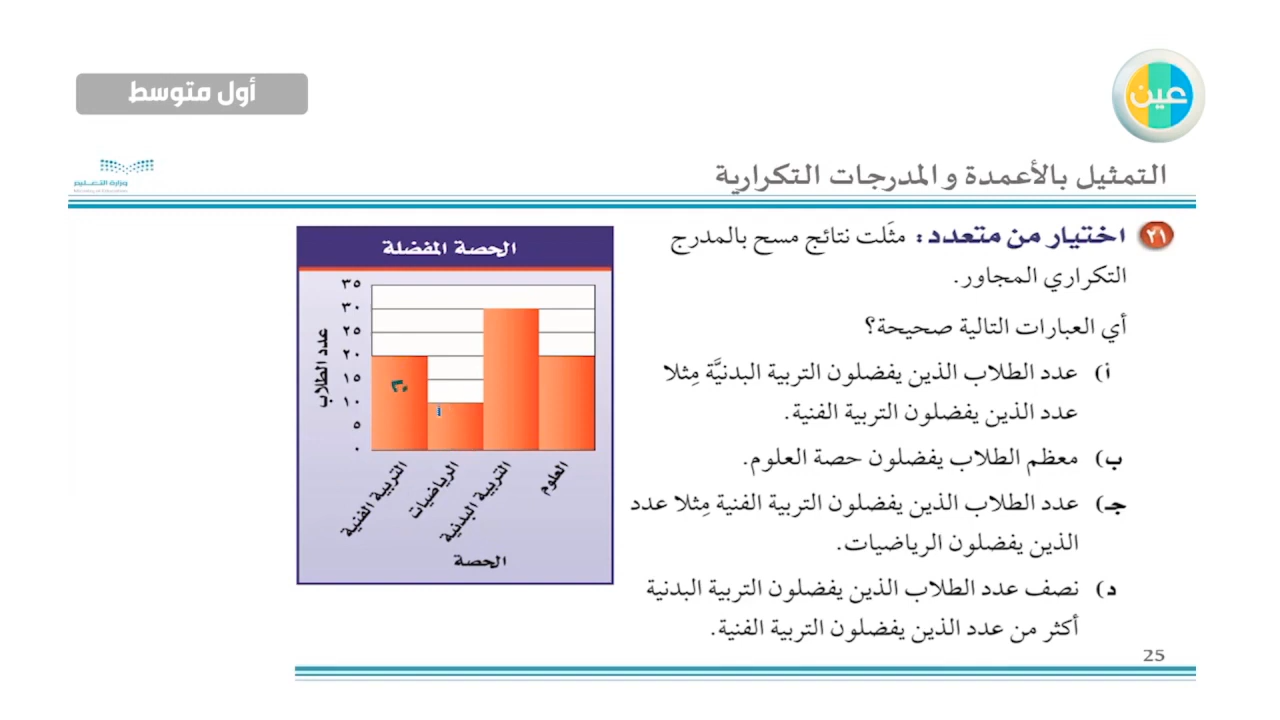 أول متوسط
عين
وزارة التعليم
Ministry of Education
التمثيل بالأعمدة والمدرجات التكرارية
٢١ اختيار من متعدد: مثَلت نتائج مسح بالمدرج
التكراري المجاور.
أي العبارات التالية صحيحة؟
أ) عدد الطلاب الذين يفضلون التربية البدنيَّة مِثلا
عدد الذين يفضلون التربية الفنية.
ب) معظم الطلاب يفضلون حصة العلوم.
جـ) عدد الطلاب الذين يفضلون التربية الفنية مِثلا عدد
الذين يفضلون الرياضيات.
د) نصف عدد الطلاب الذين يفضلون التربية البدنية
أكثر من عدد الذين يفضلون التربية الفنية.
الحصة المفضلة
عدد الطلاب
٣٥
٣٠
٢٥
٢٠
١٥
١٠
٥
٠
٢٠
التربية الفنية
الرياضيات
التربية البدنية
العلوم
الحصة
25